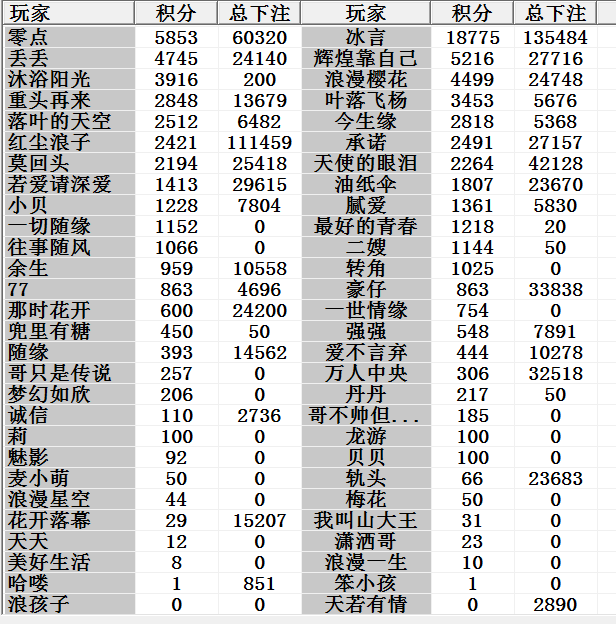 玩家 积分 总下注 玩家 积分 总下注
零点 5853 60320 冰言 18775 135484
丢丢 4745 24140 辉煌靠自己 5216 27716
沐浴阳光 3916 200 浪漫樱花 4499 24748
重头再来 2848 13679 叶落飞杨 3453 5676
落叶的天空 2512 6482 今生缘 2818 5368
红尘浪子 2421 111459 承诺 2491 27157
莫回头 2194 25418 天使的眼泪 2264 42128
若爱请深爱 1413 29615 油纸伞 1807 23670
小贝 1228 7804 腻爱 1361 5830
一切随缘 1152 0 最好的青春 1218 20
往事随风 1066 0 二嫂 1144 50
余生 959 10558 转角 1025 0
77 863 4696 豪仔 863 33838
那时花开 600 24200 一世情缘 754 0
兜里有糖 450 50 强强 548 7891
随缘 393 14562 爱不言弃 444 10278
哥只是传说 257 0 万人中央 306 32518
梦幻如欣 206 0 丹丹 217 50
诚信 110 2736 哥不帅但... 185 0
莉 100 0 龙游 100 0
魅影 92 0 贝贝 100 0
麦小萌 50 0 轨头 66 23683
浪漫星空 44 0 梅花 50 0
花开落幕 29 15207 我叫山大王 31 0
天天 12 0 潇洒哥 23 0
美好生活 8 0 浪漫一生 10 0
哈喽 1 851 笨小孩 1 0
浪孩子 0 0 天若有情 0 2890